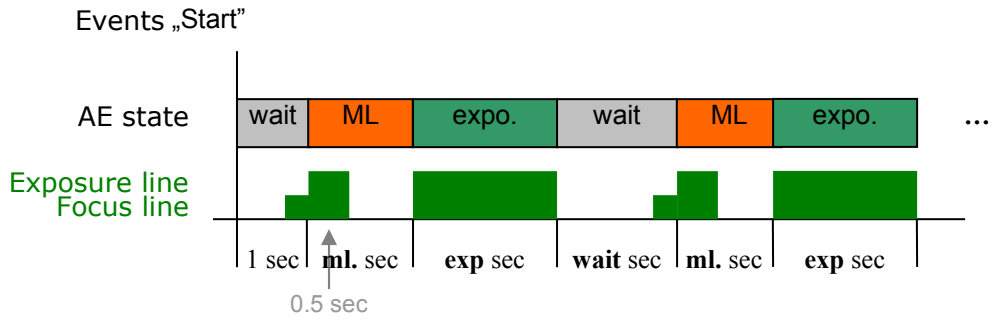 Events „Start”
AE state wait ML expo. wait ML expo. ...
Exposure line
Focus line
1 sec ml. sec exp sec wait sec ml. sec exp sec
0.5 sec